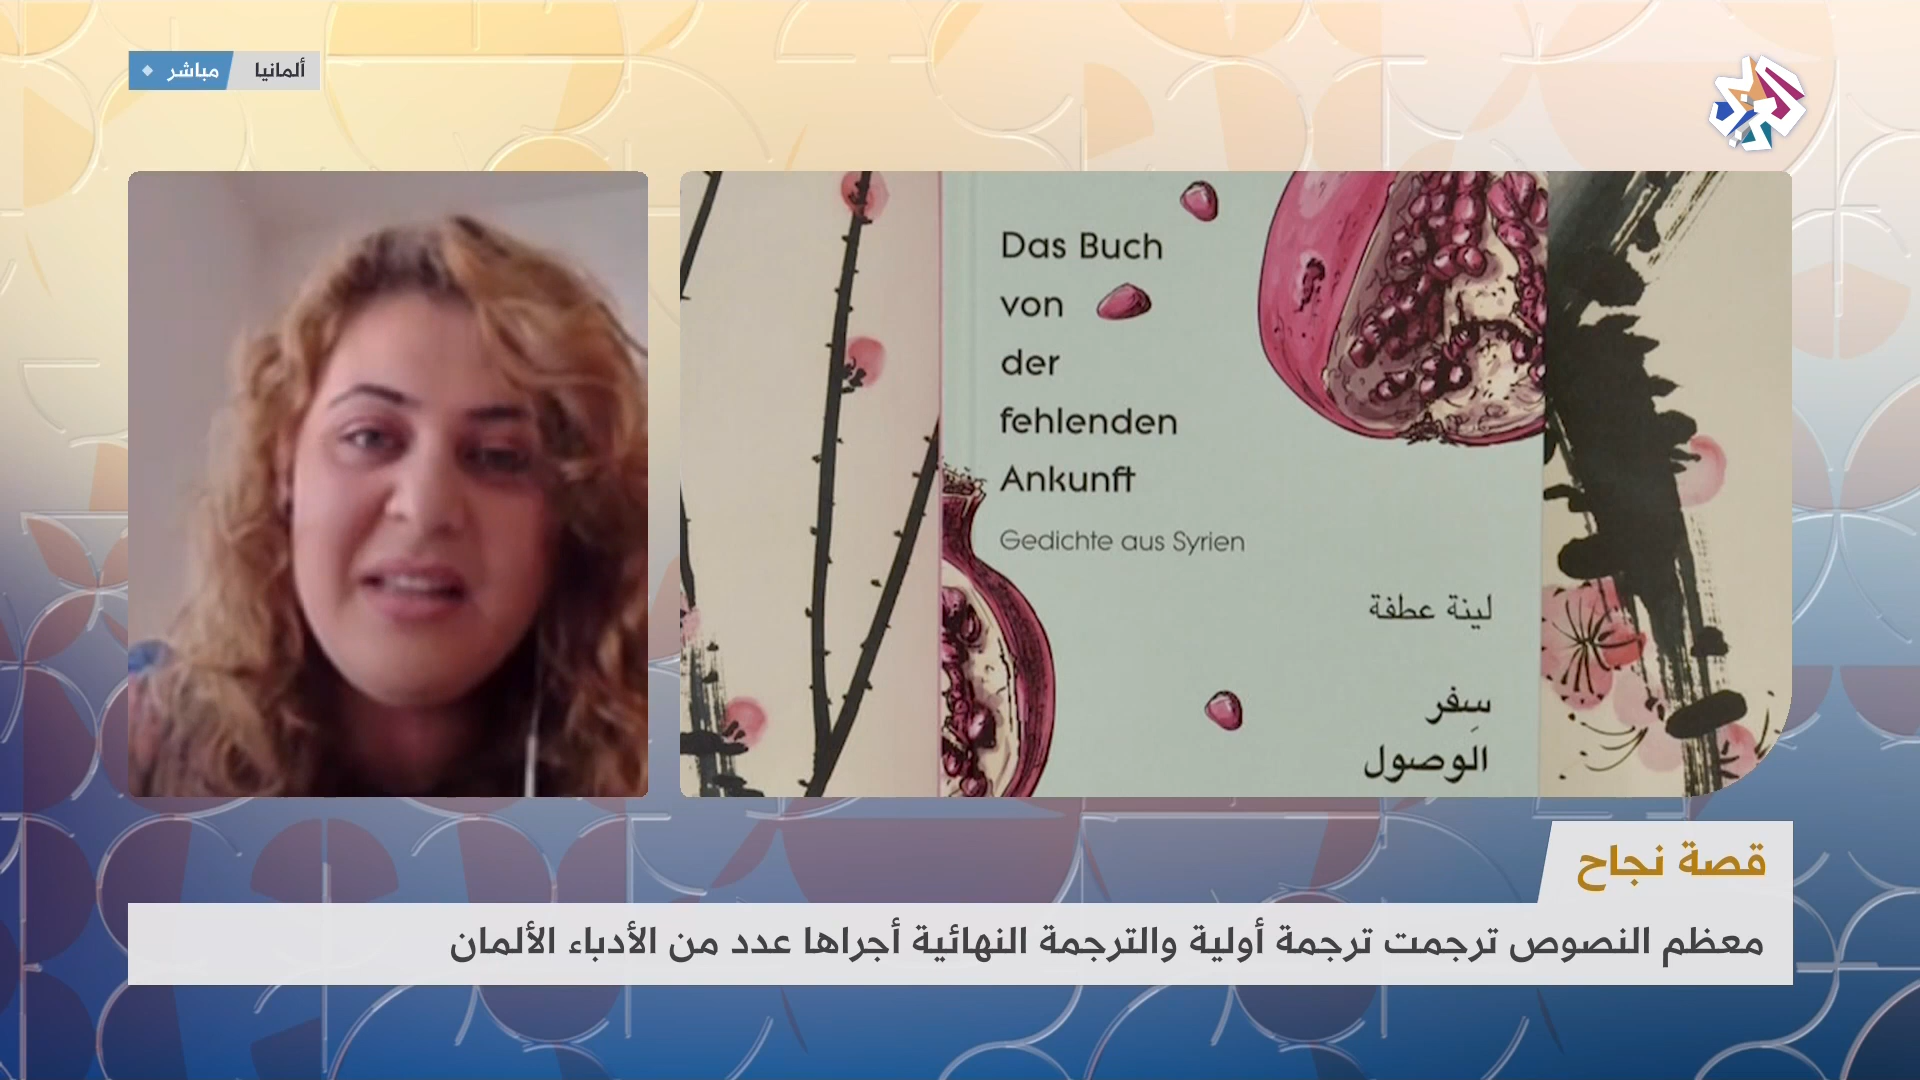 ألمانيا مباشر
العربي
Das Buch
von
der
fehlenden
Ankunft
Gedichte aus Syrien
لينة عطفة
سِفر
الوصول
قصة نجاح
معظم النصوص ترجمت ترجمة أولية والترجمة النهائية أجراها عدد من الأدباء الألمان